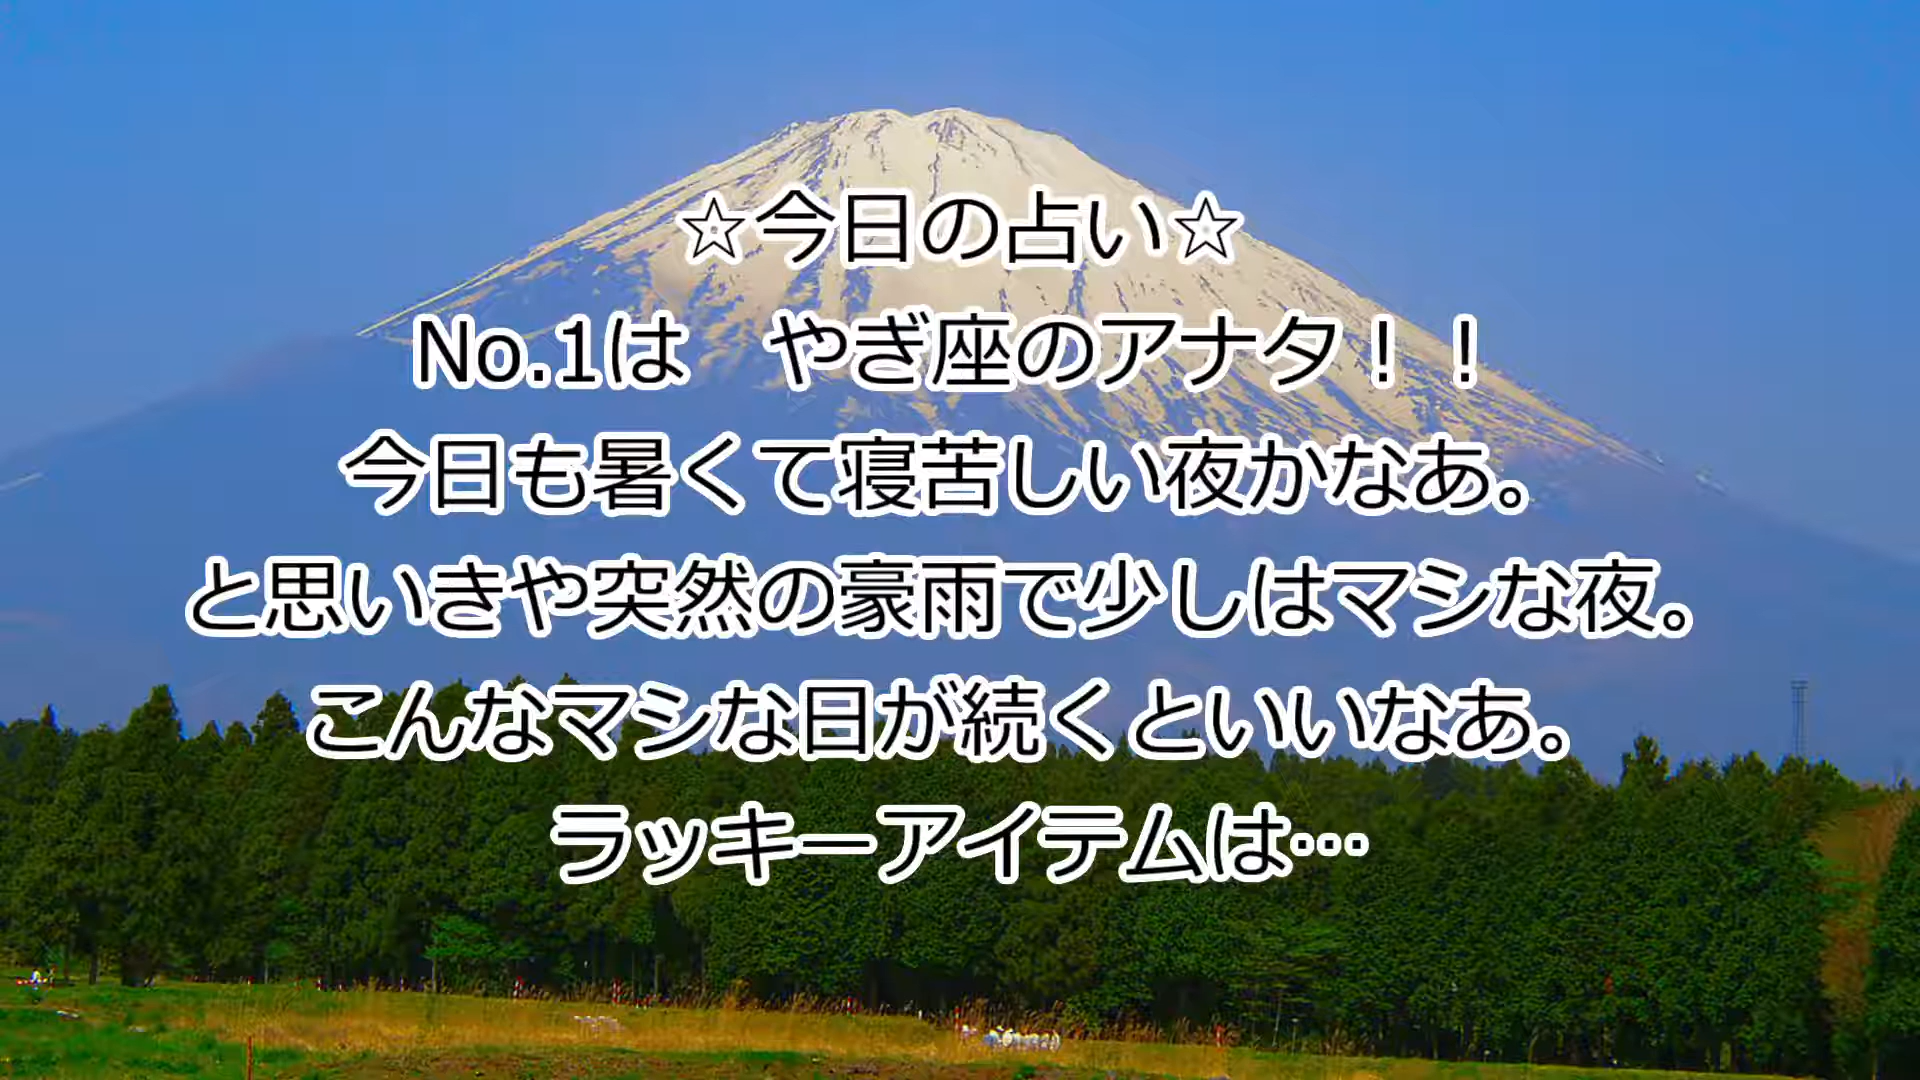 ☆今日の占い☆
No.1は　やぎ座のアナタ！！
今日も暑くて寝苦しい夜かなあ。
と思いきや突然の豪雨で少しはマシな夜。
こんなマシな日が続くといいなあ。
ラッキーアイテムは…